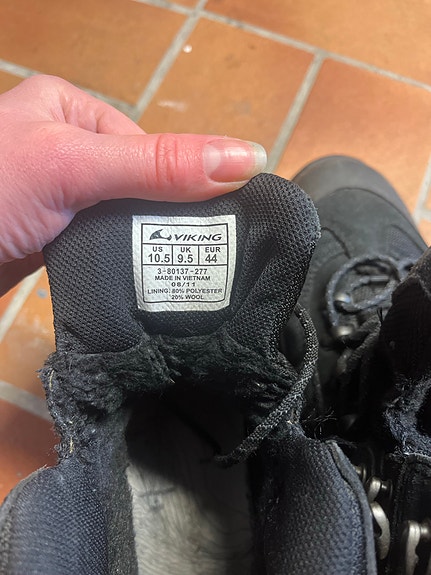 VIKING
US UK EUR
10.5 9.5 44
3-80137-277
MADE IN VIETNAM
08/11
LINING: 80% POLYESTER
20% WOOL